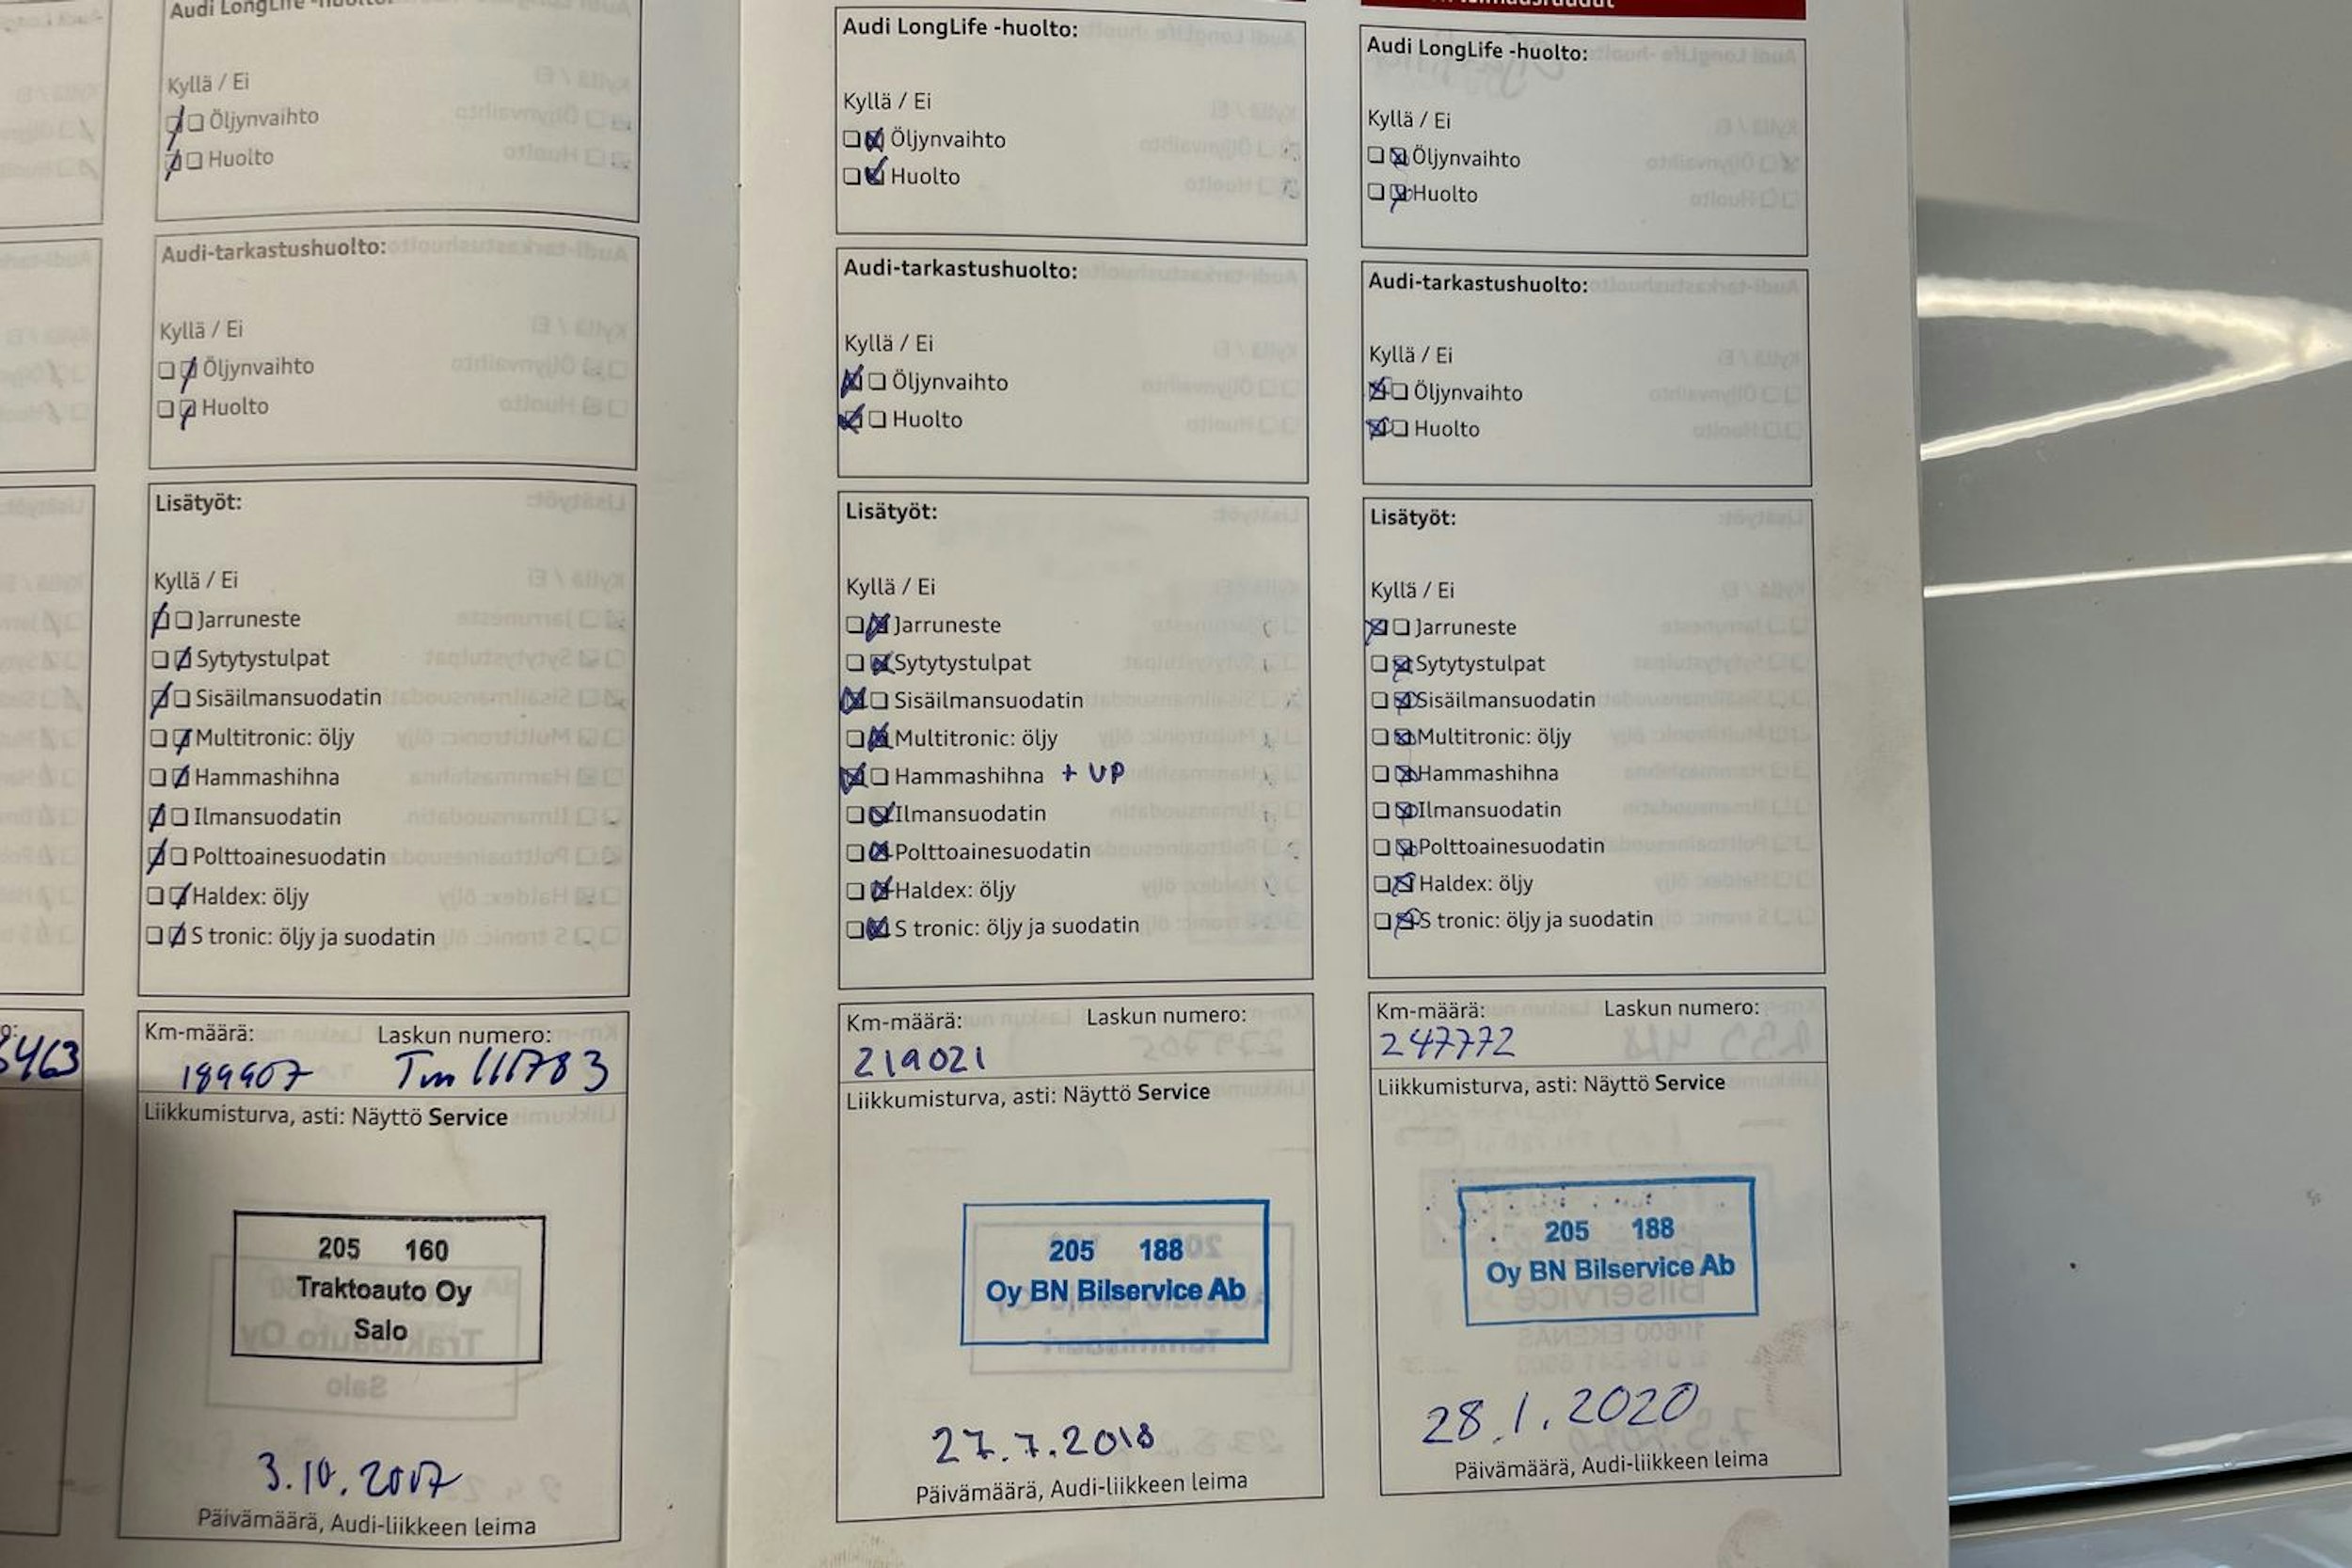 Audi LongLife -huolto:
Kyllä / Ei
Öljynvaihto
Huolto
Audi-tarkastushuolto:
Kyllä / Ei
Öljynvaihto
Huolto
Lisätyöt:
Kyllä / Ei
Jarruneste
Sytytystulpat
Sisäilmansuodatin
Multitronic: öljy
Hammashihna
Ilmansuodatin
Polttoainesuodatin
Haldex: öljy
S tronic: öljy ja suodatin
Km-määrä: Laskun numero:
189907 Tm 111783
Liikkumisturva, asti: Näyttö Service
205 160
Traktoauto Oy
Salo
3.10.2017
Päivämäärä, Audi-liikkeen leima
Audi LongLife -huolto:
Kyllä / Ei
Öljynvaihto
Huolto
Audi-tarkastushuolto:
Kyllä / Ei
Öljynvaihto
Huolto
Lisätyöt:
Kyllä / Ei
Jarruneste
Sytytystulpat
Sisäilmansuodatin
Multitronic: öljy
Hammashihna + UP
Ilmansuodatin
Polttoainesuodatin
Haldex: öljy
S tronic: öljy ja suodatin
Km-määrä: Laskun numero:
219021
Liikkumisturva, asti: Näyttö Service
205 188
Oy BN Bilservice Ab
27.7.2018
Päivämäärä, Audi-liikkeen leima
Audi LongLife -huolto:
Kyllä / Ei
Öljynvaihto
Huolto
Audi-tarkastushuolto:
Kyllä / Ei
Öljynvaihto
Huolto
Lisätyöt:
Kyllä / Ei
Jarruneste
Sytytystulpat
Sisäilmansuodatin
Multitronic: öljy
Hammashihna
Ilmansuodatin
Polttoainesuodatin
Haldex: öljy
S tronic: öljy ja suodatin
Km-määrä: Laskun numero:
247772
Liikkumisturva, asti: Näyttö Service
205 188
Oy BN Bilservice Ab
28.1.2020
Päivämäärä, Audi-liikkeen leima